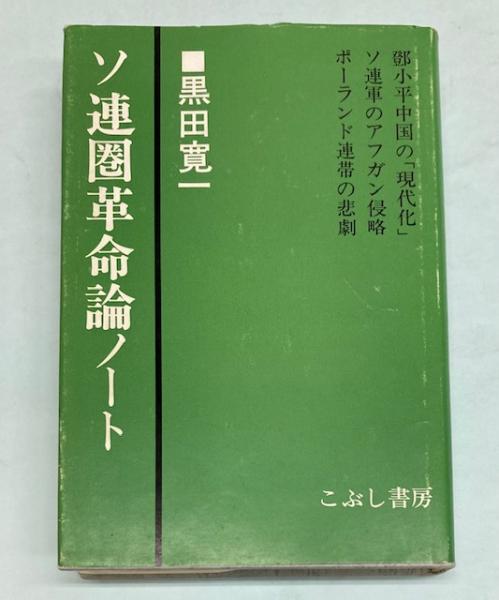 鄧小平中国の「現代化」
ソ連軍のアフガン侵略
ポーランド連帯の悲劇
■黒田寛一
ソ連圏革命論ノート
こぶし書房